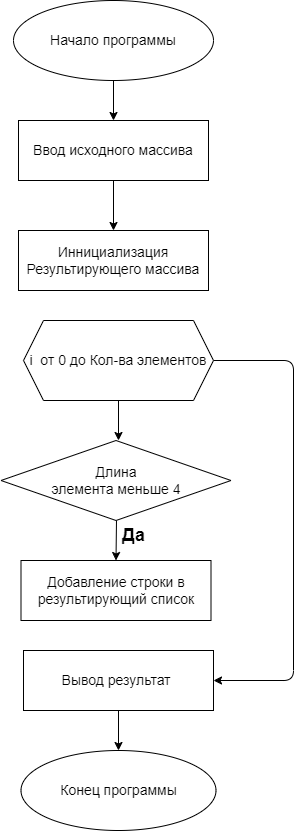 Начало программы
Ввод исходного массива
Иннициализация
Результирующего массива
i от 0 до Кол-ва элементов
Длина
элемента меньше 4
Да
Добавление строки в
результирующий список
Вывод результат
Конец программы